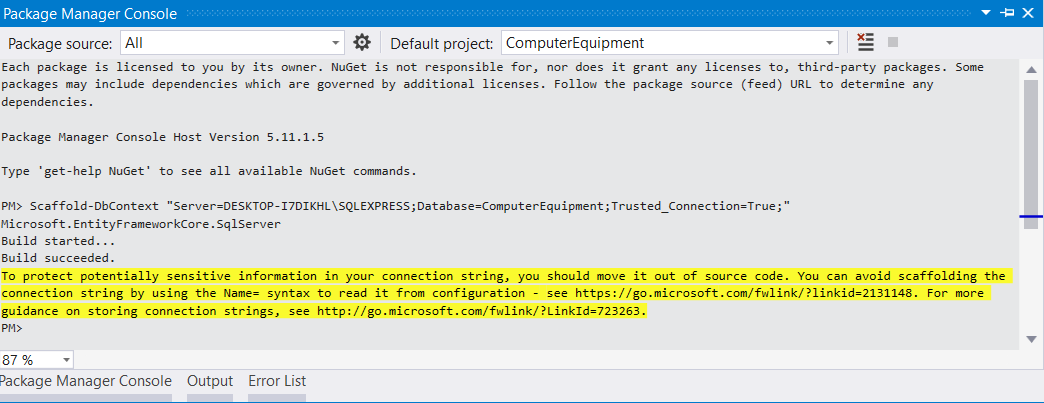 Package Manager Console
Package source: All Default project: ComputerEquipment
Each package is licensed to you by its owner. NuGet is not responsible for, nor does it grant any licenses to, third-party packages. Some
packages may include dependencies which are governed by additional licenses. Follow the package source (feed) URL to determine any
dependencies.
Package Manager Console Host Version 5.11.1.5
Type 'get-help NuGet' to see all available NuGet commands.
PM> Scaffold-DbContext "Server=DESKTOP-I7DIKHL\SQLEXPRESS;Database=ComputerEquipment;Trusted_Connection=True;"
Microsoft.EntityFrameworkCore.SqlServer
Build started...
Build succeeded.
To protect potentially sensitive information in your connection string, you should move it out of source code. You can avoid scaffolding the
connection string by using the Name= syntax to read it from configuration - see https://go.microsoft.com/fwlink/?linkid=2131148. For more
guidance on storing connection strings, see http://go.microsoft.com/fwlink/?LinkId=723263.
PM>
87 %
Package Manager Console Output Error List